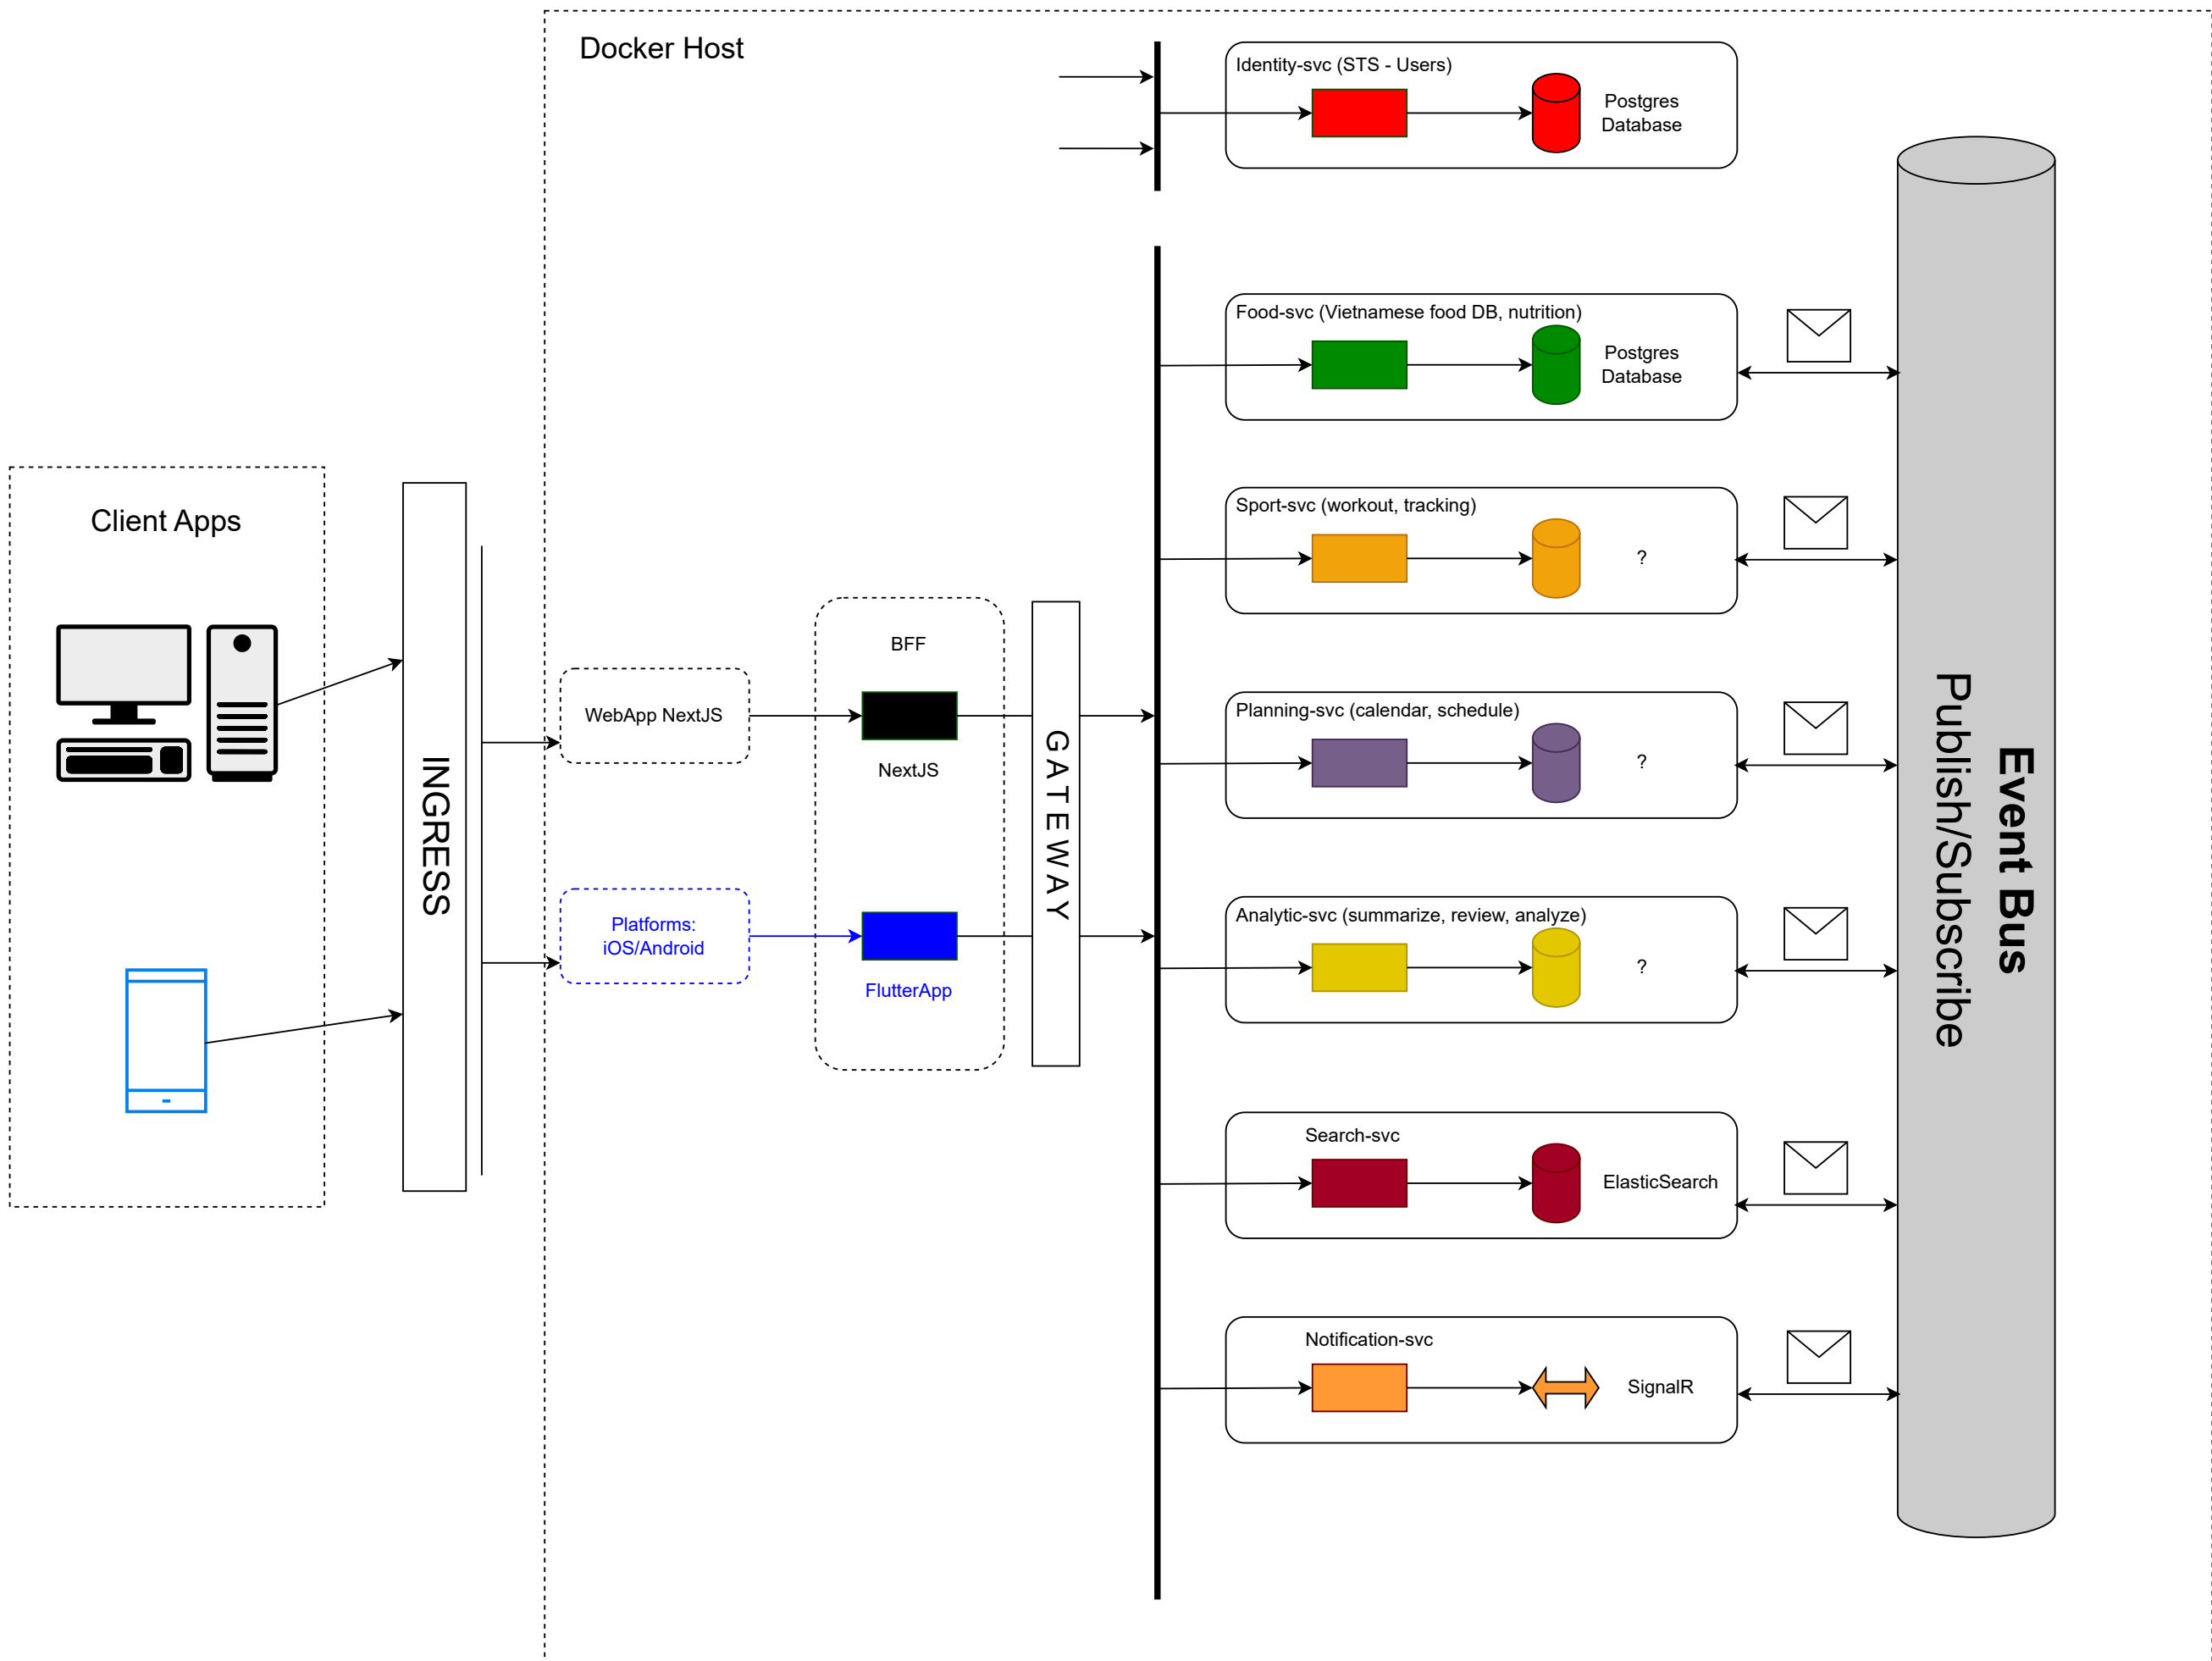 Docker Host
Identity-svc (STS - Users)
Postgres
Database
Food-svc (Vietnamese food DB, nutrition)
Postgres
Database
Client Apps
Sport-svc (workout, tracking)
?
INGRESS
WebApp NextJS
BFF
NextJS
Platforms:
iOS/Android
FlutterApp
GATEWAY
Planning-svc (calendar, schedule)
?
Analytic-svc (summarize, review, analyze)
?
Search-svc
ElasticSearch
Notification-svc
SignalR
Event Bus
Publish/Subscribe